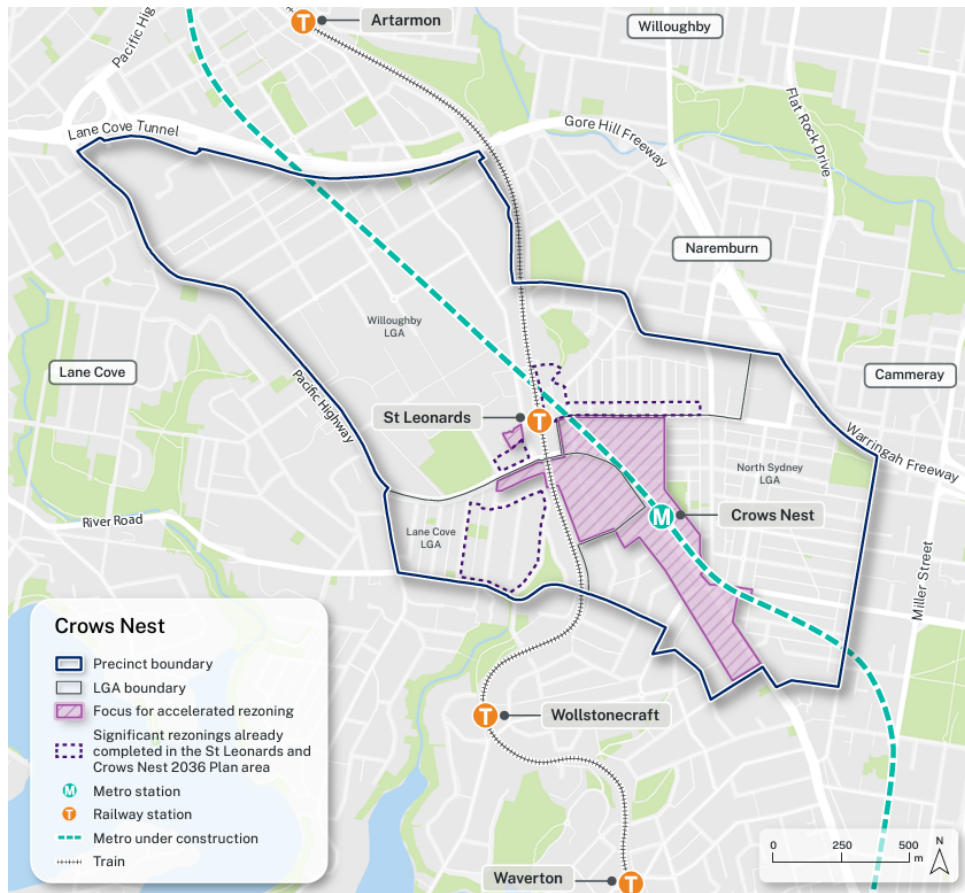 Artarmon
Willoughby
Pacific Hig
Flat Rock Drive
Lane Cove Tunnel
Gore Hill Freeway
Naremburn
Willoughby
LGA
Lane Cove
Cammeray
Pacific Highway
St Leonards
Warringah Freeway
North Sydney
LGA
Crows Nest
River Road
Lane Cove
LGA
Miller Street
Crows Nest
Precinct boundary
LGA boundary
Focus for accelerated rezoning
Significant rezonings already
completed in the St Leonards and
Crows Nest 2036 Plan area
M
Metro station
T
Railway station
Metro under construction
Train
T
T
M
T
Wollstonecraft
Waverton
T
0
250
500
m
N